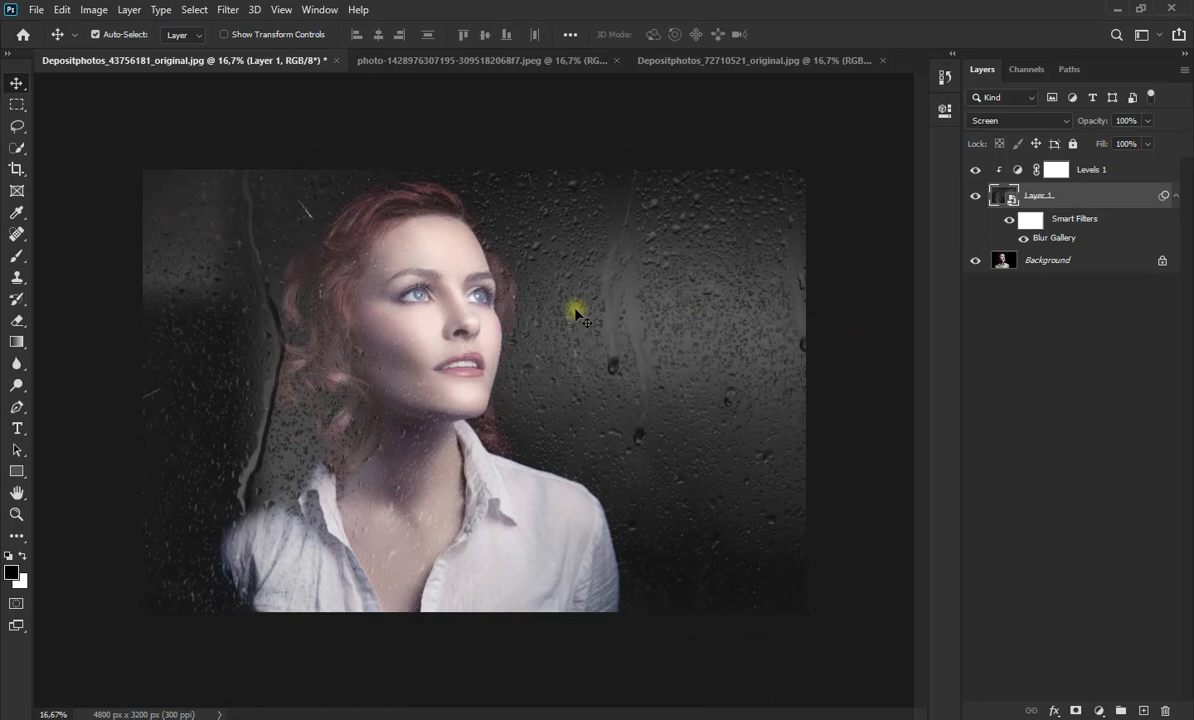 Ps File Edit Image Layer Type Select Filter 3D View Window Help
Auto-Select: Layer Show Transform Controls 3D Mode:
Depositphotos_43756181_original.jpg @ 16,7% (Layer 1, RGB/8*) * × photo-1428976307195-3095182068f7.jpeg @ 16,7% (RG... × Depositphotos_72710521_original.jpg @ 16,7% (RGB... ×
Layers Channels Paths
Kind
Screen Opacity: 100%
Lock: Fill: 100%
Levels 1
Layer 1
Smart Filters
Blur Gallery
Background
16,67% 4800 px x 3200 px (300 ppi)